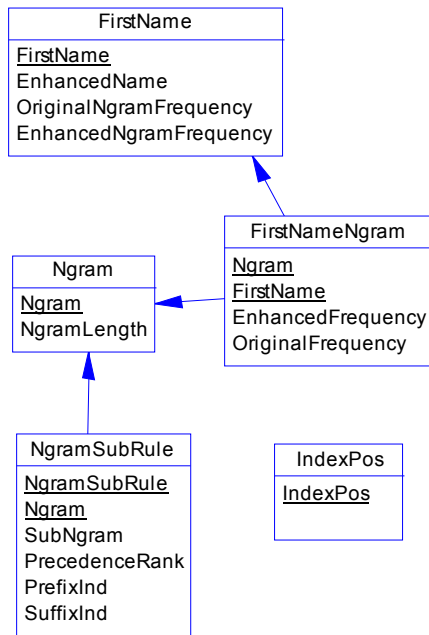 FirstName
FirstName
EnhancedName
OriginalNgramFrequency
EnhancedNgramFrequency
FirstNameNgram
Ngram
FirstName
EnhancedFrequency
OriginalFrequency
Ngram
Ngram
NgramLength
NgramSubRule
NgramSubRule
Ngram
SubNgram
PrecedenceRank
PrefixInd
SuffixInd
IndexPos
IndexPos